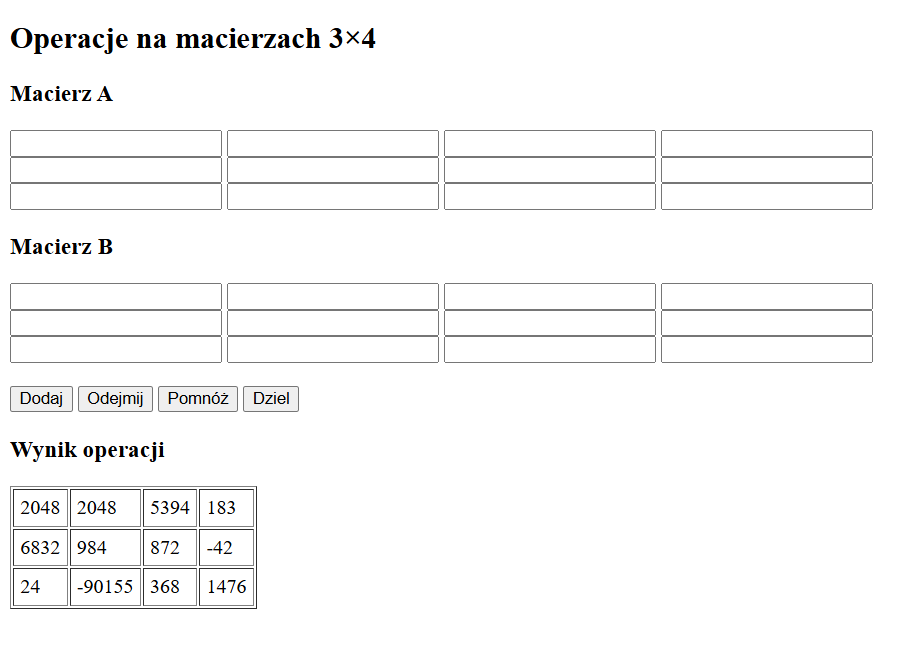 Operacje na macierzach 3×4
Macierz A
Macierz B
Dodaj Odejmij Pomnóż Dziel
Wynik operacji
2048 2048 5394 183
6832 984 872 -42
24 -90155 368 1476